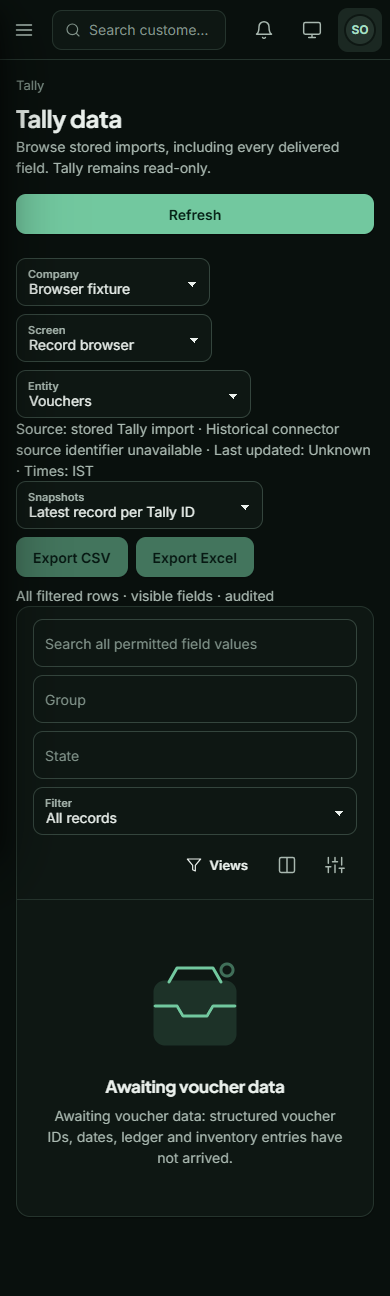 Search custome...
SO
Tally
Tally data
Browse stored imports, including every delivered
field. Tally remains read-only.
Refresh
Company
Browser fixture
Screen
Record browser
Entity
Vouchers
Source: stored Tally import · Historical connector
source identifier unavailable · Last updated: Unknown
· Times: IST
Snapshots
Latest record per Tally ID
Export CSV
Export Excel
All filtered rows · visible fields · audited
Search all permitted field values
Group
State
Filter
All records
Views
Awaiting voucher data
Awaiting voucher data: structured voucher
IDs, dates, ledger and inventory entries have
not arrived.